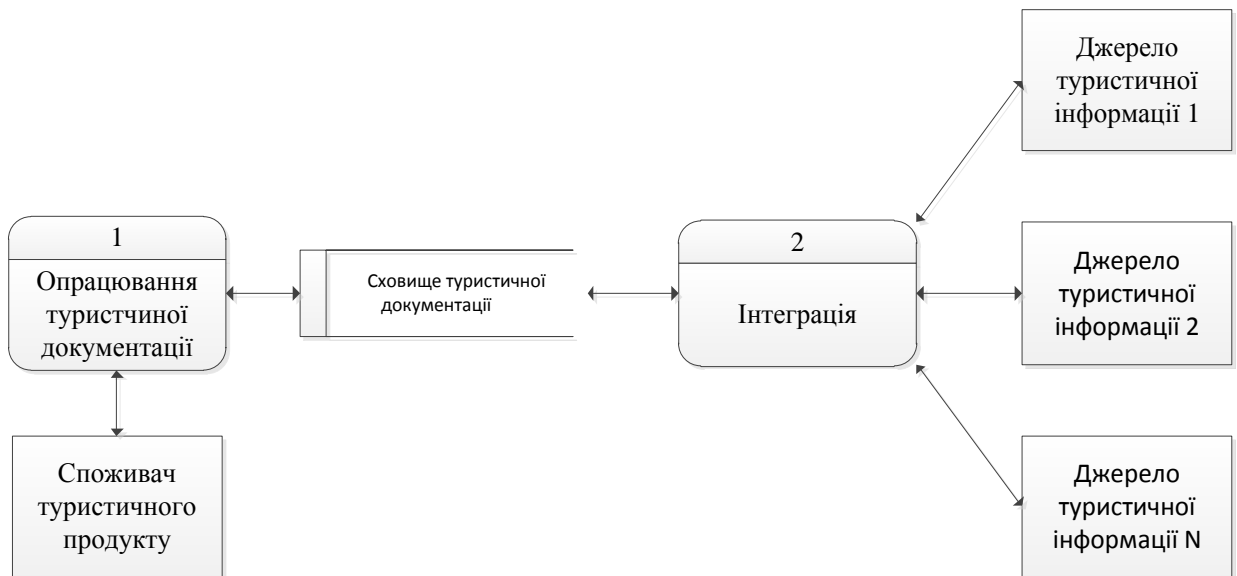 Джерело
туристичної
інформації 1
1
Опрацювання
туристчиної
документації
Сховище туристичної
документації
2
Інтеграція
Джерело
туристичної
інформації 2
Споживач
туристичного
продукту
Джерело
туристичної
інформації N